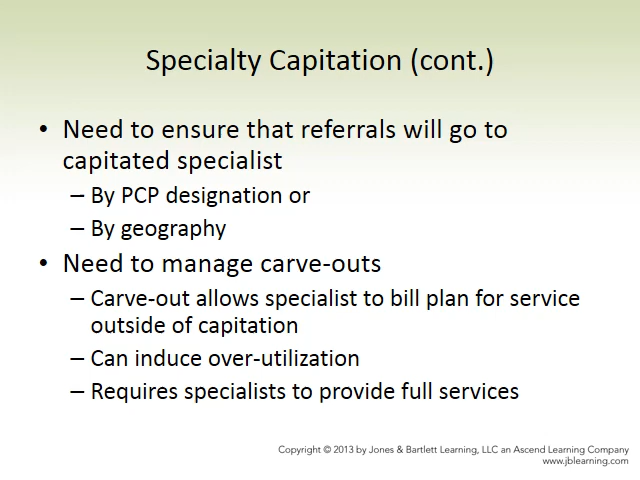 Specialty Capitation (cont.)
• Need to ensure that referrals will go to
capitated specialist
– By PCP designation or
– By geography
• Need to manage carve-outs
– Carve-out allows specialist to bill plan for service
outside of capitation
– Can induce over-utilization
– Requires specialists to provide full services
Copyright © 2013 by Jones & Bartlett Learning, LLC an Ascend Learning Company
www.jblearning.com